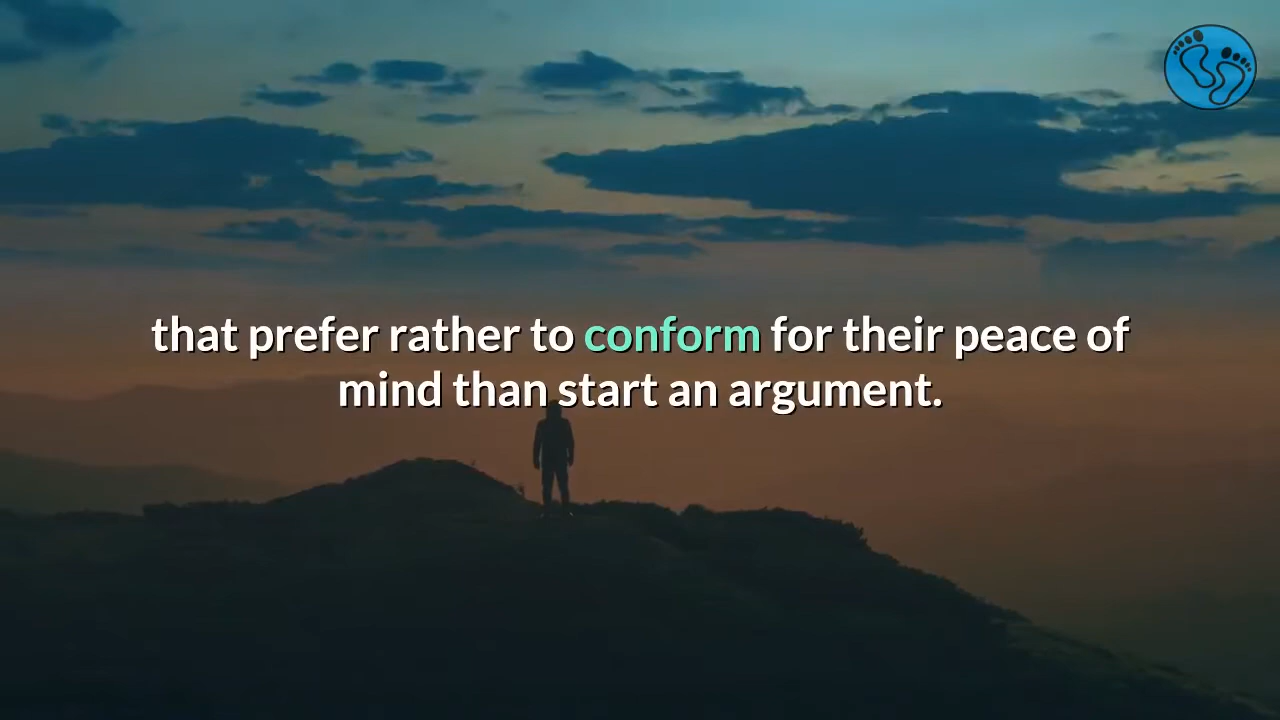 that prefer rather to conform for their peace of
mind than start an argument.